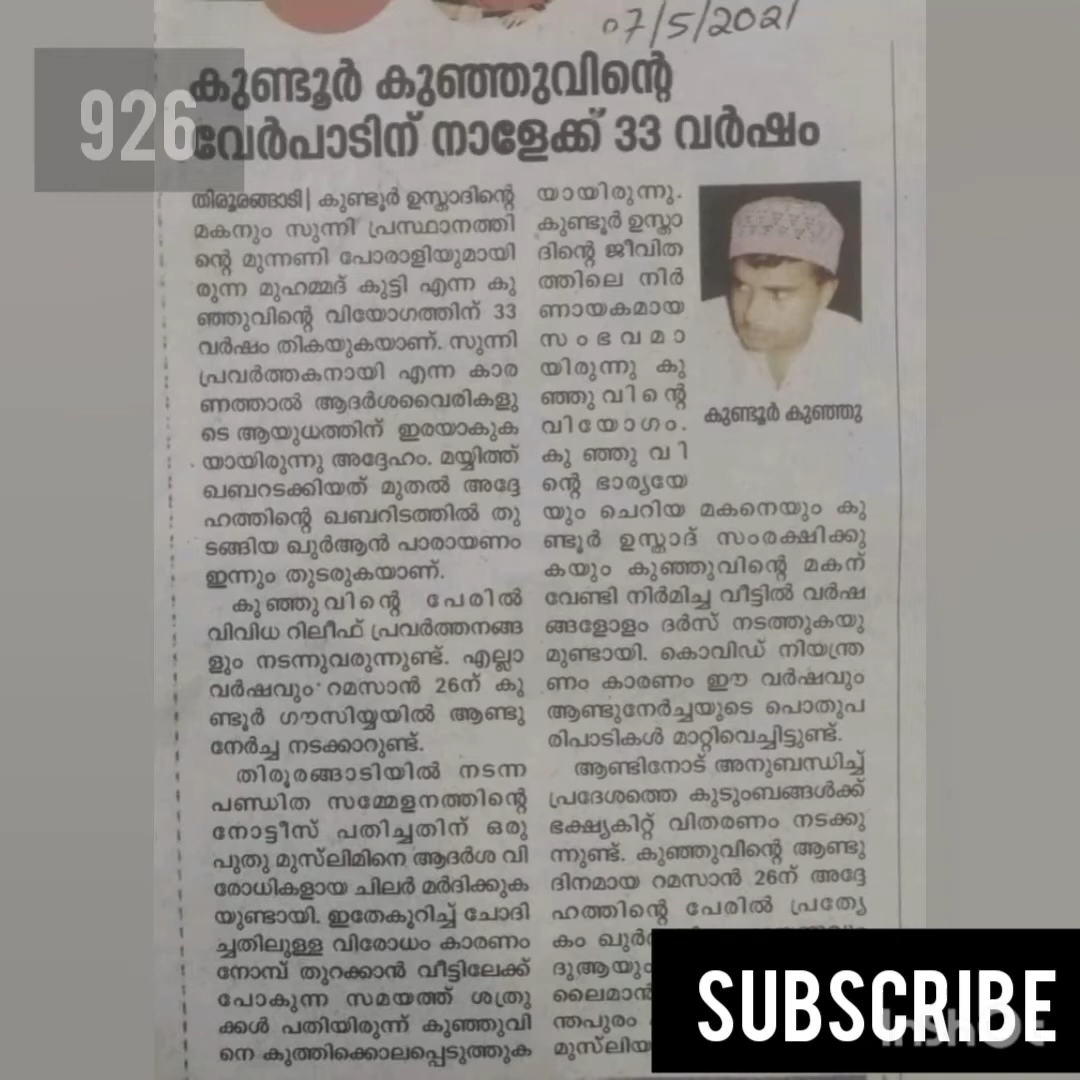 07/5/2021
926
കുണ്ടൂർ കുഞ്ഞുവിന്റെ
വേർപാടിന് നാളേക്ക് 33 വർഷം
തിരൂരങ്ങാടി| കുണ്ടൂർ ഉസ്താദിന്റെ
മകനും സുന്നി പ്രസ്ഥാനത്തി
ന്റെ മുന്നണി പോരാളിയുമായി
രുന്ന മുഹമ്മദ് കുട്ടി എന്ന കു
ഞ്ഞുവിന്റെ വിയോഗത്തിന് 33
വർഷം തികയുകയാണ്. സുന്നി
പ്രവർത്തകനായി എന്ന കാര
ണത്താൽ ആദർശവൈരികളു
ടെ ആയുധത്തിന് ഇരയാകുക
യായിരുന്നു അദ്ദേഹം. മയ്യിത്ത്
ഖബറടക്കിയത് മുതൽ അദ്ദേ
ഹത്തിന്റെ ഖബറിടത്തിൽ തു
ടങ്ങിയ ഖുർആൻ പാരായണം
ഇന്നും തുടരുകയാണ്.
കുഞ്ഞുവിന്റെ പേരിൽ
വിവിധ റിലീഫ് പ്രവർത്തനങ്ങ
ളും നടന്നുവരുന്നുണ്ട്. എല്ലാ
വർഷവും റമസാൻ 26ന് കു
ണ്ടൂർ ഗൗസിയ്യയിൽ ആണ്ടു
നേർച്ച നടക്കാറുണ്ട്.
തിരൂരങ്ങാടിയിൽ നടന്ന
പണ്ഡിത സമ്മേളനത്തിന്റെ
നോട്ടീസ് പതിച്ചതിന് ഒരു
പുതു മുസ്‌ലിമിനെ ആദർശ വി
രോധികളായ ചിലർ മർദിക്കുക
യുണ്ടായി. ഇതേകുറിച്ച് ചോദി
ച്ചതിലുള്ള വിരോധം കാരണം
നോമ്പ് തുറക്കാൻ വീട്ടിലേക്ക്
പോകുന്ന സമയത്ത് ശത്രു
ക്കൾ പതിയിരുന്ന് കുഞ്ഞുവി
നെ കുത്തിക്കൊലപ്പെടുത്തുക
യായിരുന്നു.
കുണ്ടൂർ ഉസ്താ
ദിന്റെ ജീവിത
ത്തിലെ നിർ
ണായകമായ
സംഭവമാ
യിരുന്നു കു
ഞ്ഞുവിന്റെ
വിയോഗം.
കുഞ്ഞുവി
ന്റെ ഭാര്യയേ
യും ചെറിയ മകനെയും കു
ണ്ടൂർ ഉസ്താദ് സംരക്ഷിക്കു
കയും കുഞ്ഞുവിന്റെ മകന്
വേണ്ടി നിർമിച്ച വീട്ടിൽ വർഷ
ങ്ങളോളം ദർസ് നടത്തുകയു
മുണ്ടായി. കൊവിഡ് നിയന്ത്ര
ണം കാരണം ഈ വർഷവും
ആണ്ടുനേർച്ചയുടെ പൊതുപ
രിപാടികൾ മാറ്റിവെച്ചിട്ടുണ്ട്.
ആണ്ടിനോട് അനുബന്ധിച്ച്
പ്രദേശത്തെ കുടുംബങ്ങൾക്ക്
ഭക്ഷ്യകിറ്റ് വിതരണം നടക്കു
ന്നുണ്ട്. കുഞ്ഞുവിന്റെ ആണ്ടു
ദിനമായ റമസാൻ 26ന് അദ്ദേ
ഹത്തിന്റെ പേരിൽ പ്രത്യേ
കം
ദുആയും
ലൈമാൻ
ന്തപുരം
കുണ്ടൂർ കുഞ്ഞു
SUBSCRIBE
InShOt